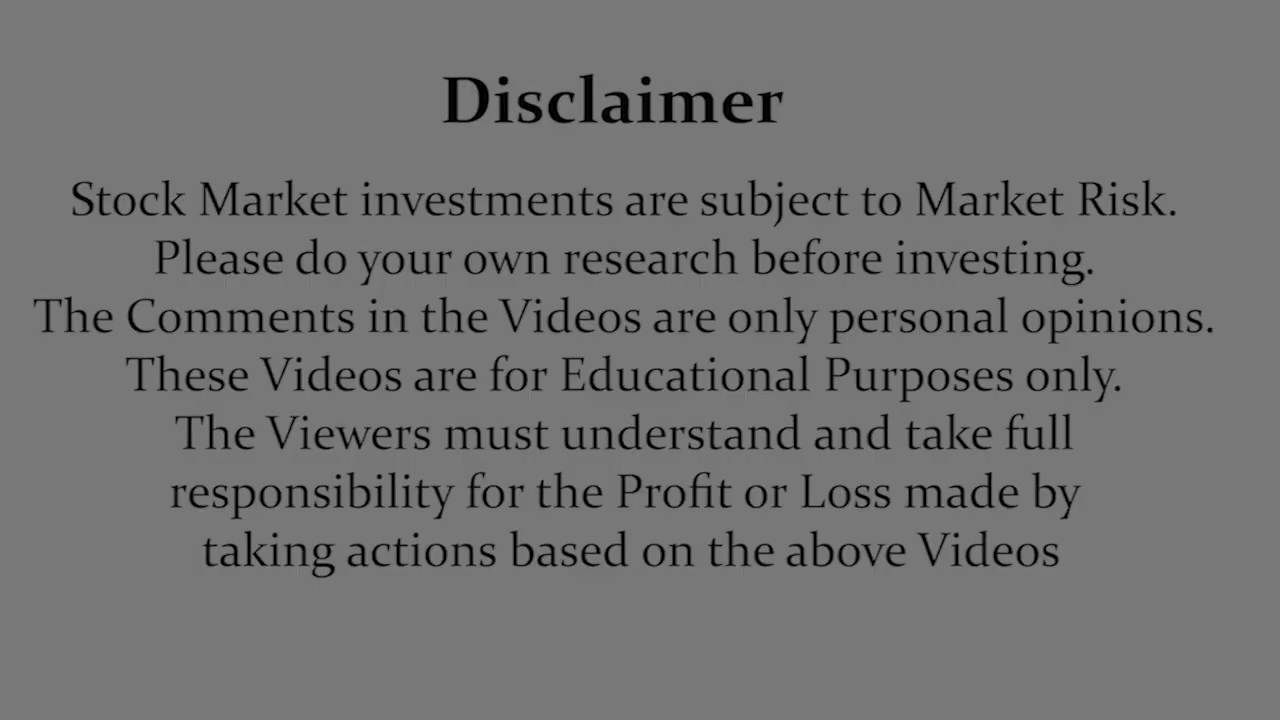 Disclaimer
Stock Market investments are subject to Market Risk.
Please do your own research before investing.
The Comments in the Videos are only personal opinions.
These Videos are for Educational Purposes only.
The Viewers must understand and take full
responsibility for the Profit or Loss made by
taking actions based on the above Videos